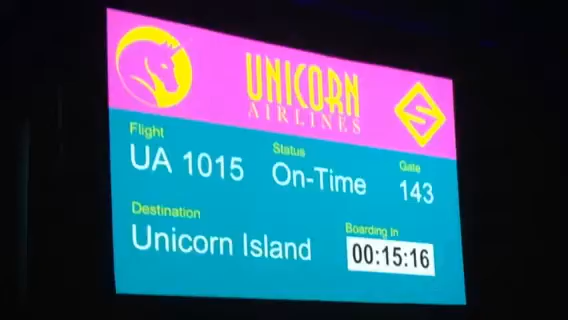 UNICORN
AIRLINES
Flight
UA 1015
Status
On-Time
Gate
143
Destination
Unicorn Island
Boarding In
00:15:16